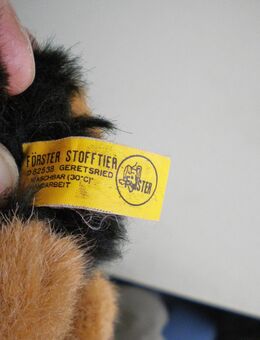 FÖRSTER STOFFTIER
D-82538 GERETSRIED
WASCHBAR (30°C)
HANDARBEIT
FÖRSTER